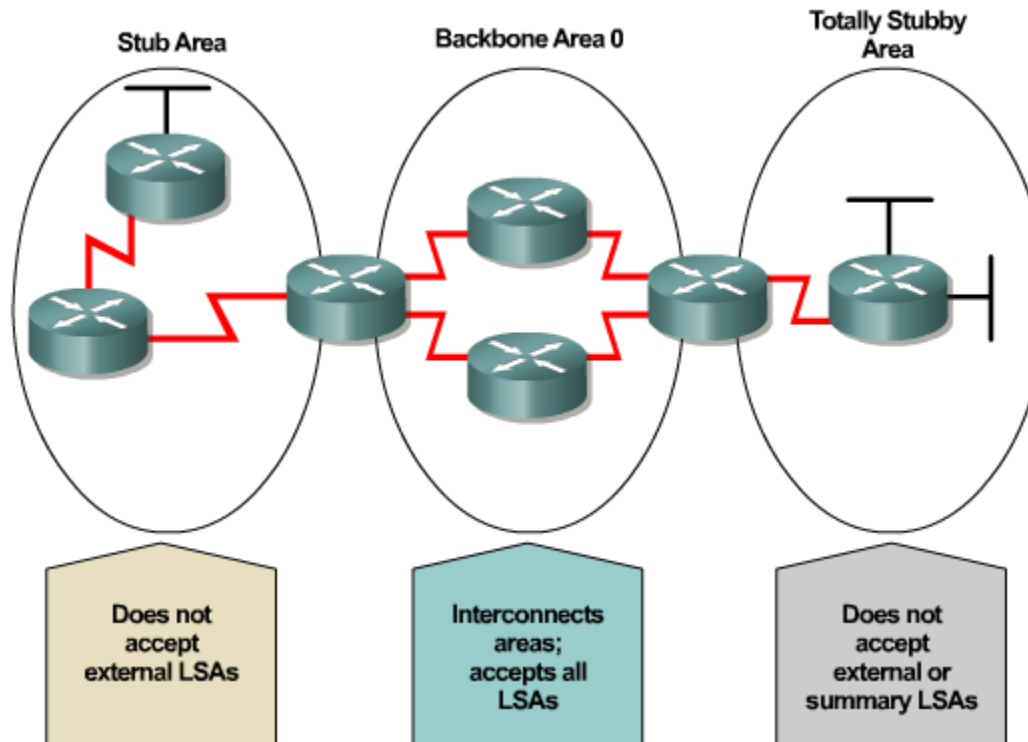 Stub Area
Backbone Area 0
Totally Stubby
Area
Does not
accept
external LSAs
Interconnects
areas;
accepts all
LSAs
Does not
accept
external or
summary LSAs